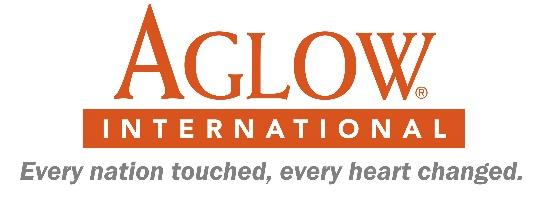 AGLOW®
INTERNATIONAL
Every nation touched, every heart changed.